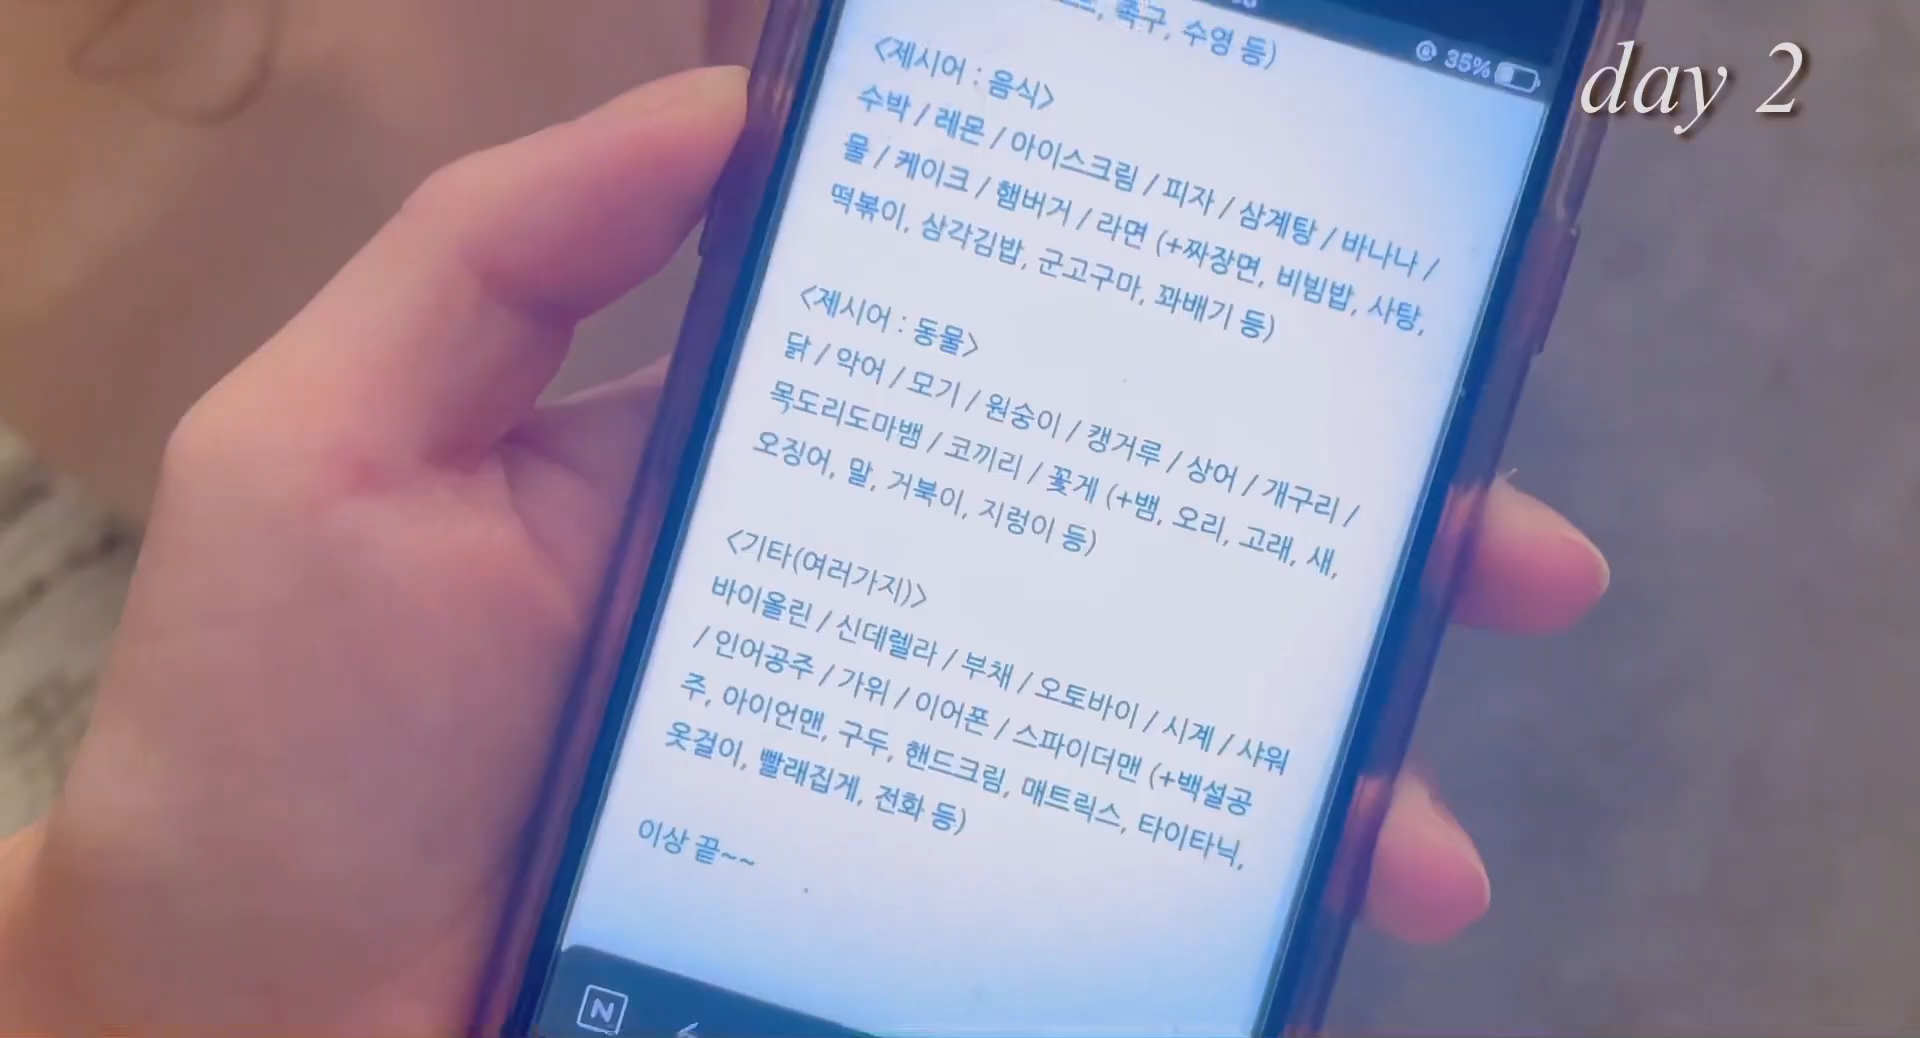 축구, 수영 등)
35%
day 2
<제시어 : 음식>
수박 / 레몬 / 아이스크림 / 피자 / 삼계탕 / 바나나 /
물 / 케이크 / 햄버거 / 라면 (+짜장면, 비빔밥, 사탕,
떡볶이, 삼각김밥, 군고구마, 꽈배기 등)
<제시어 : 동물>
닭 / 악어 / 모기 / 원숭이 / 캥거루 / 상어 / 개구리 /
목도리도마뱀 / 코끼리 / 꽃게 (+뱀, 오리, 고래, 새,
오징어, 말, 거북이, 지렁이 등)
<기타(여러가지)>
바이올린 / 신데렐라 / 부채 / 오토바이 / 시계 / 샤워
/ 인어공주 / 가위 / 이어폰 / 스파이더맨 (+백설공
주, 아이언맨, 구두, 핸드크림, 매트릭스, 타이타닉,
옷걸이, 빨래집게, 전화 등)
이상 끝~~
N